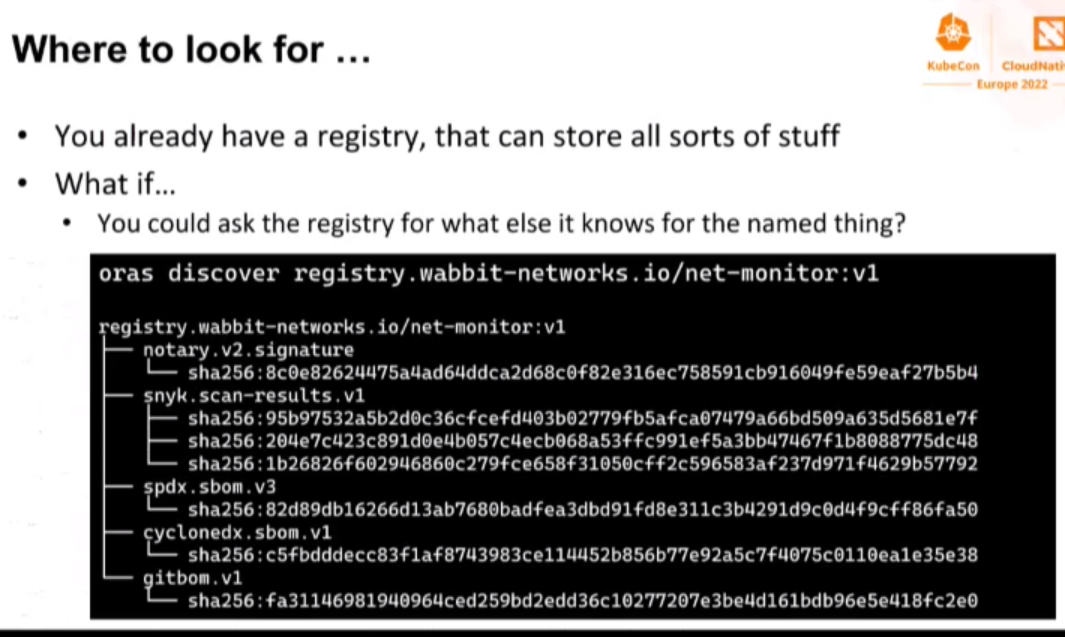 Where to look for ...
KubeCon
Europe 2022
• You already have a registry, that can store all sorts of stuff
• What if...
• You could ask the registry for what else it knows for the named thing?
oras discover registry.wabbit-networks.io/net-monitor:v1
registry.wabbit-networks.io/net-monitor:v1
├── notary.v2.signature
└── sha256:8c0e82624475a4ad64ddca2d68c0f82e316ec758591cb916049fe59eaf27b5b4
├── snyk.scan-results.v1
├── sha256:95b97532a5b2d0c36cfcefd403b02779fb5afca07479a66bd509a635d5681e7f
├── sha256:204e7c423c891d0e4b057c4ecb068a53ffc991ef5a3bb47467f1b8088775dc48
└── sha256:1b26826f602946860c279fce658f31050cff2c596583af237d971f4629b57792
├── spdx.sbom.v3
└── sha256:82d89db16266d13ab7680badfea3dbd91fd8e311c3b4291d9c0d4f9cff86fa50
├── cyclonedx.sbom.v1
└── sha256:c5fbdddecc83f1af8743983ce114452b856b77e92a5c7f4075c0110ea1e35e38
└── gitbom.v1
└── sha256:fa31146981940964ced259bd2edd36c10277207e3be4d161bdb96e5e418fc2e0